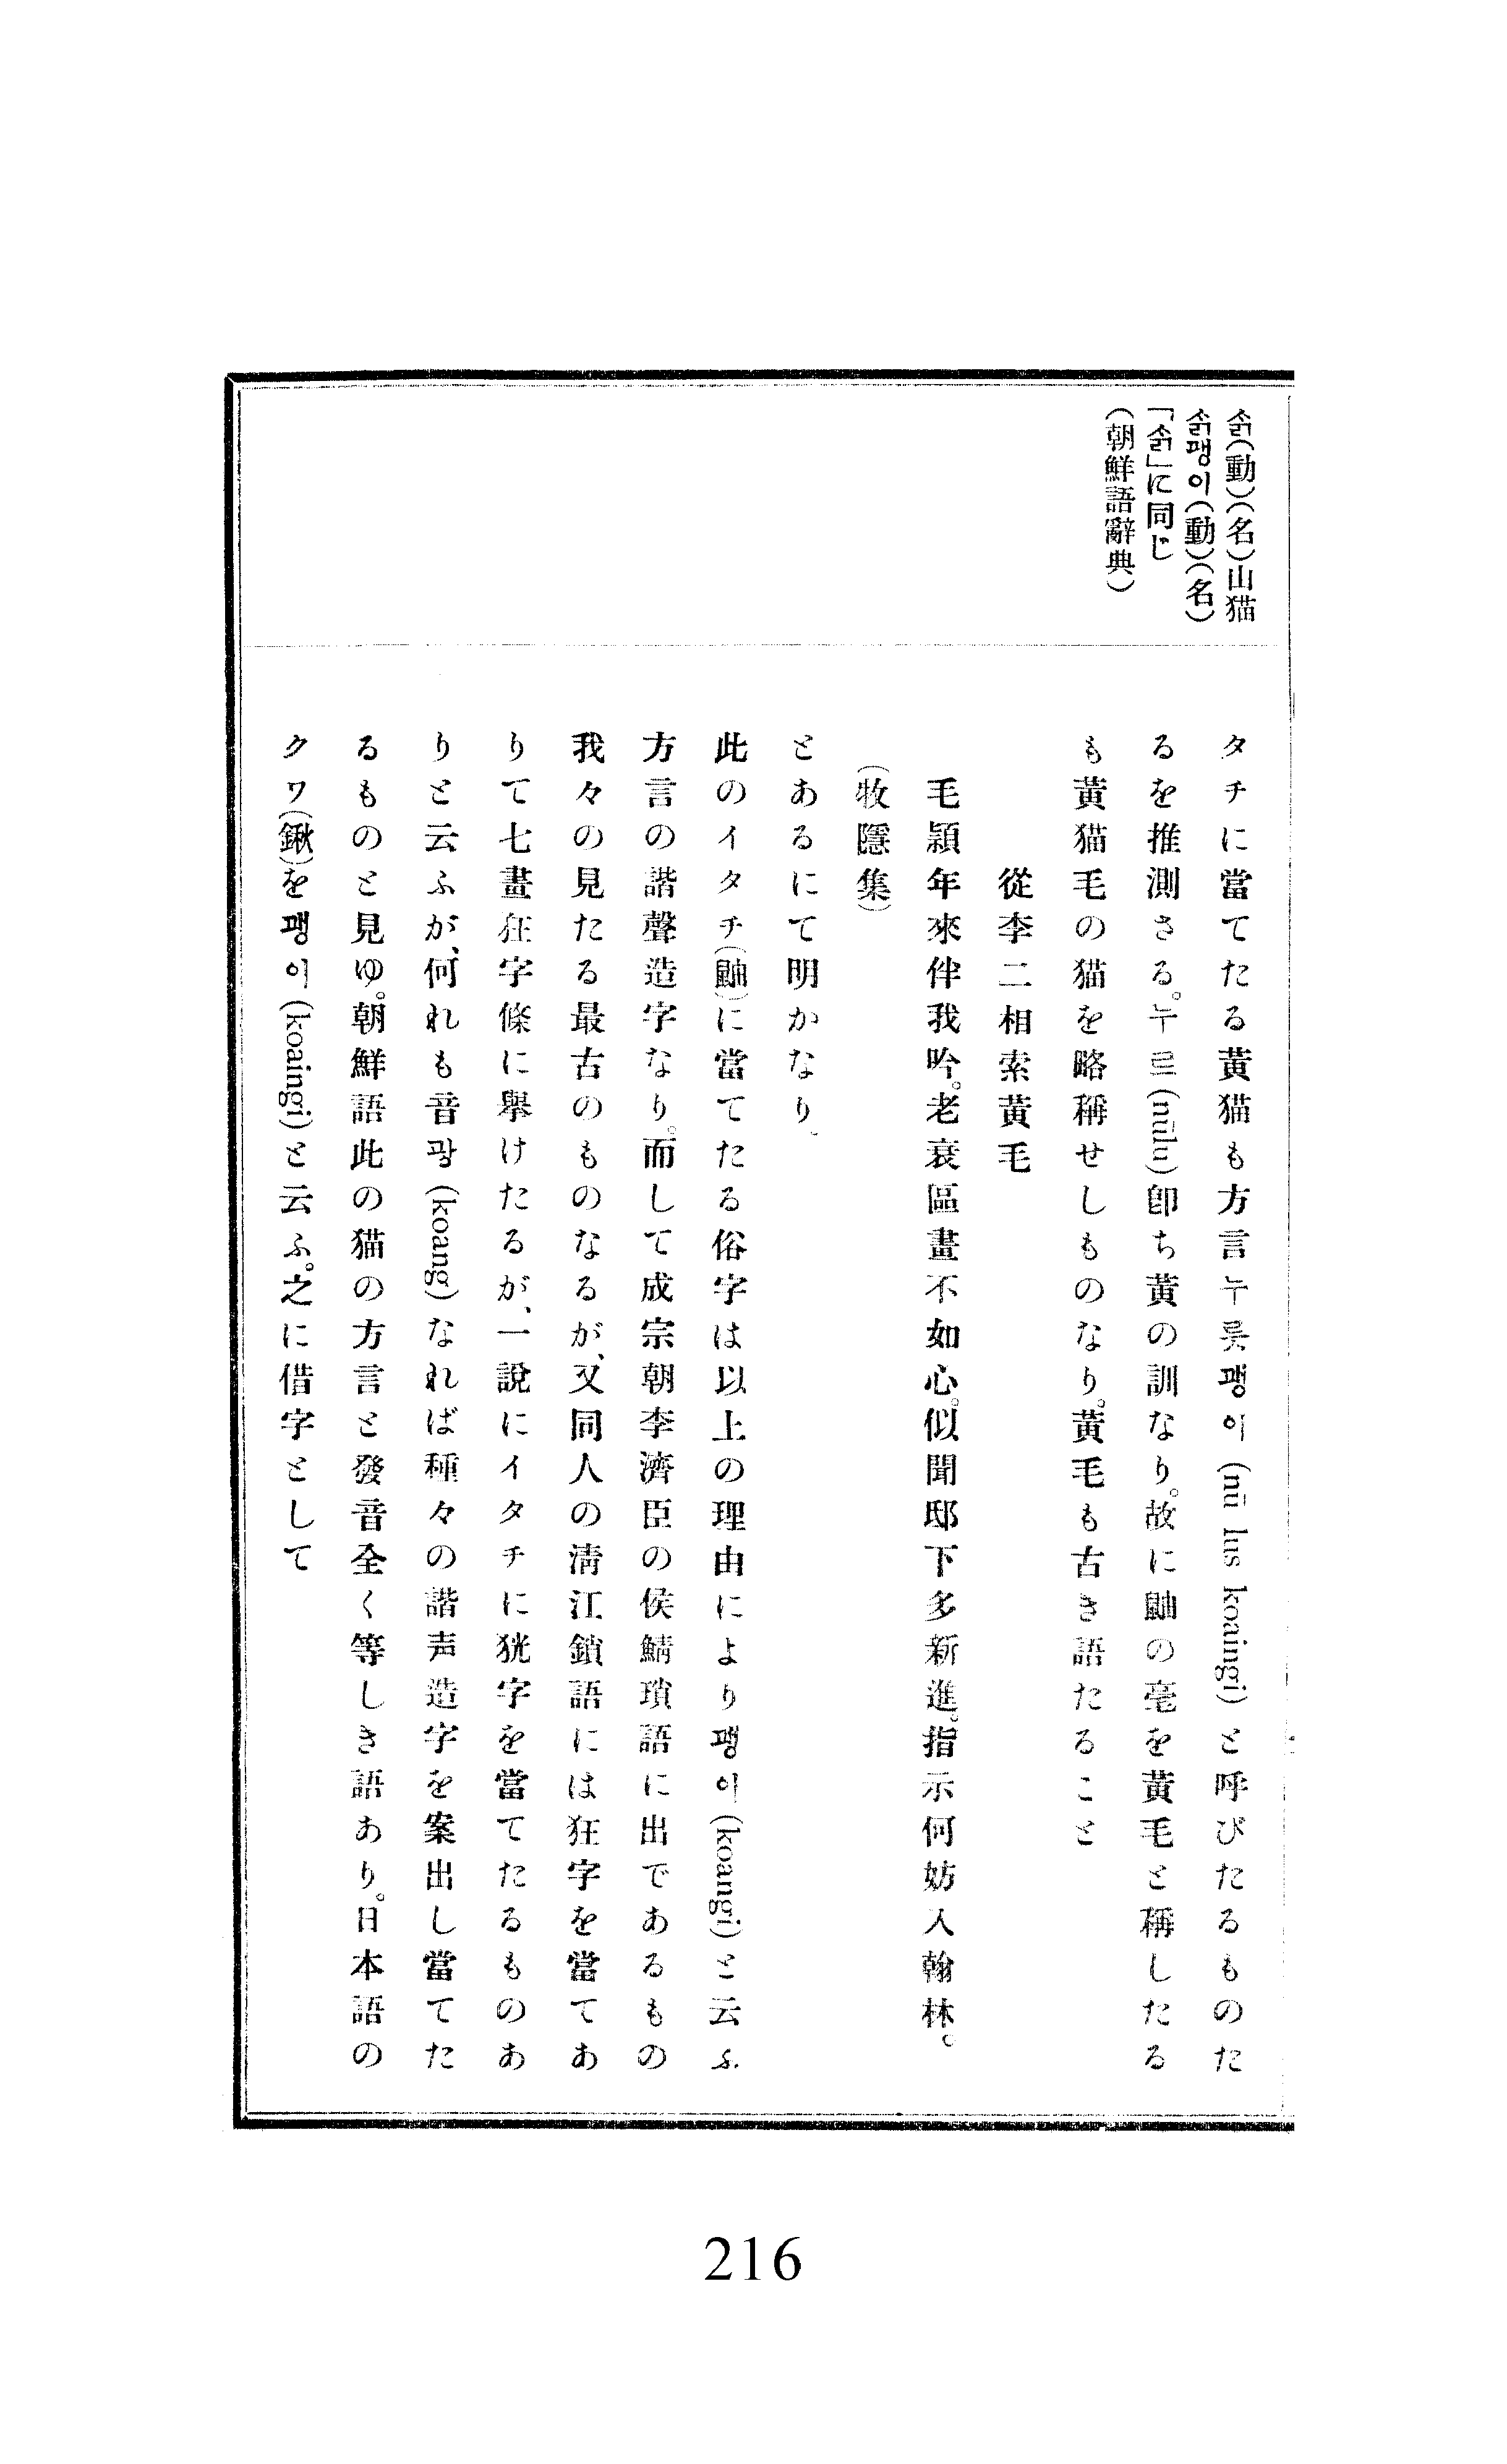 슭(動)(名)山猫
슭괭이(動)(名)
「슭」に同じ
(朝鮮語辭典)
タチに當てたる黄猫も方言누룻괭이(nū lus koaingi)と呼びたるものた
るを推測さる。누르(nūlu)卽ち黄の訓なり。故に鼬の毫を黄毛と稱したる
も黄猫毛の猫を略稱せしものなり。黄毛も古き語たること
從李二相索黄毛
毛穎年來伴我吟。老衰區畫不如心。似聞邸下多新進。指示何妨入翰林。
(牧隱集)
とあるにて明かなり。
此のイタチ(鼬)に當てたる俗字は以上の理由により괭이(koangi)と云ふ
方言の諧聲造字なり。而して成宗朝李濟臣の侯鯖瑣語に出であるもの
我々の見たる最古のものなるが、又同人の淸江鎖語には狂字を當てあ
りて七畫狂字條に擧けたるが、一說にイタチに㹰字を當てたるものあ
りと云ふが、何れも音광(koang)なれば種々の諧声造字を案出し當てた
るものと見ゆ。朝鮮語此の猫の方言と發音全く等しき語あり。日本語の
クワ(鍬)を괭이(koaingi)と云ふ。之に借字として
216